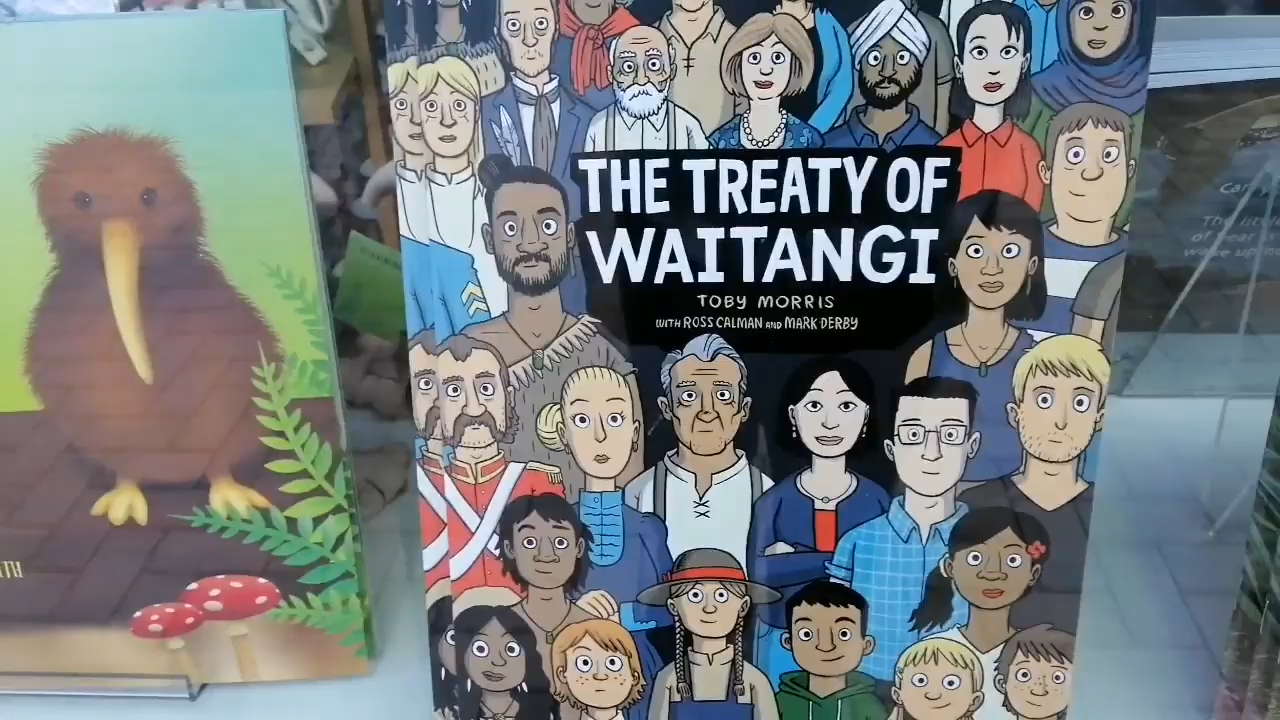 THE TREATY OF
WAITANGI
TOBY MORRIS
WITH ROSS CALMAN AND MARK DERBY